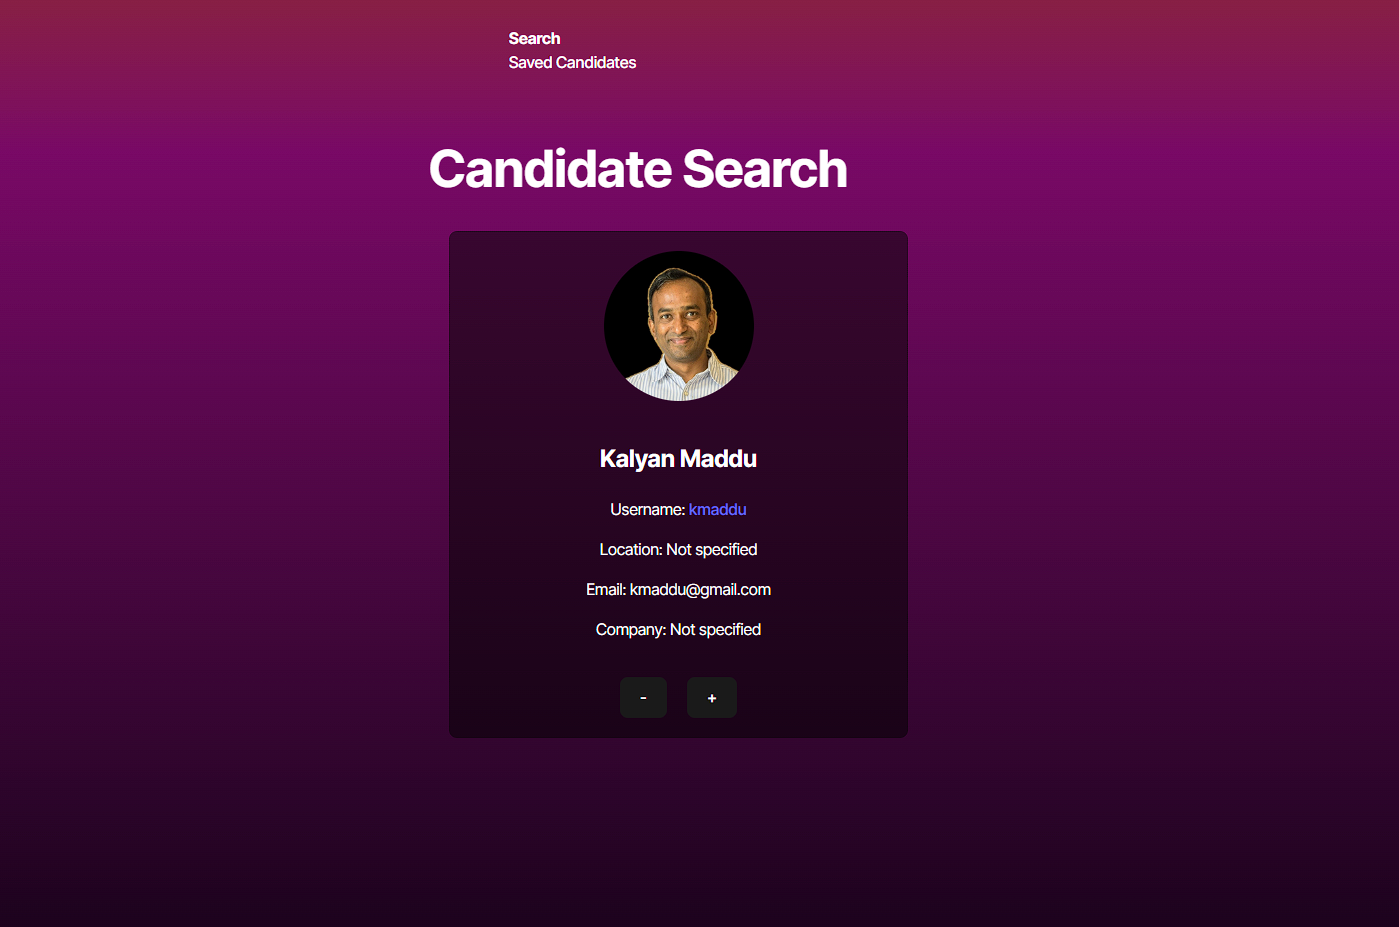 Search
Saved Candidates
Candidate Search
Kalyan Maddu
Username: kmaddu
Location: Not specified
Email: kmaddu@gmail.com
Company: Not specified
- +